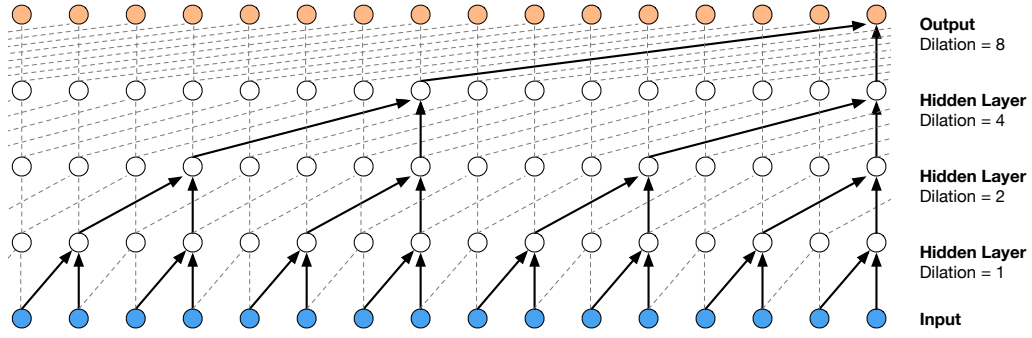 Output
Dilation = 8
Hidden Layer
Dilation = 4
Hidden Layer
Dilation = 2
Hidden Layer
Dilation = 1
Input